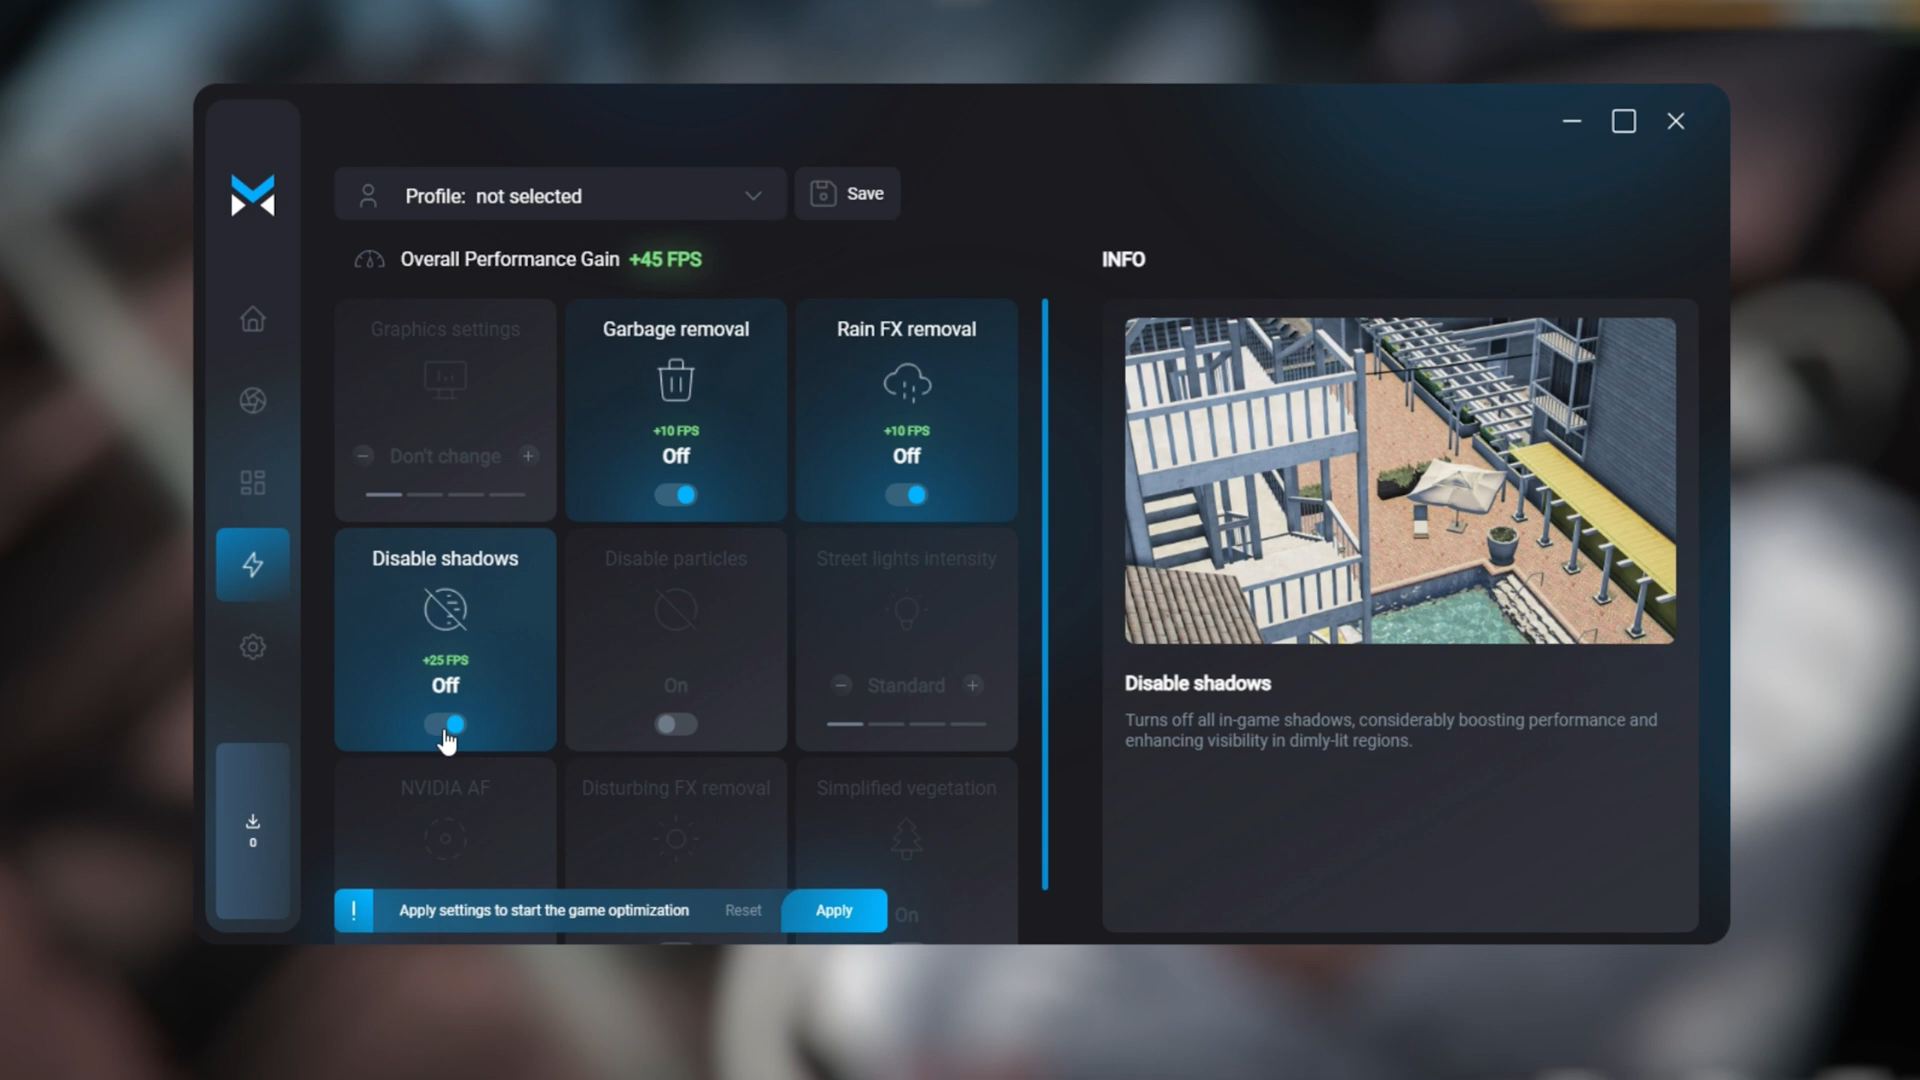 Profile: not selected
Save
Overall Performance Gain +45 FPS
INFO
Graphics settings
Don't change
Garbage removal
+10 FPS
Off
Rain FX removal
+10 FPS
Off
Disable shadows
+25 FPS
Off
Disable particles
On
Street lights intensity
Standard
NVIDIA AF
Disturbing FX removal
Simplified vegetation
On
! Apply settings to start the game optimization Reset Apply
0
Disable shadows
Turns off all in-game shadows, considerably boosting performance and
enhancing visibility in dimly-lit regions.